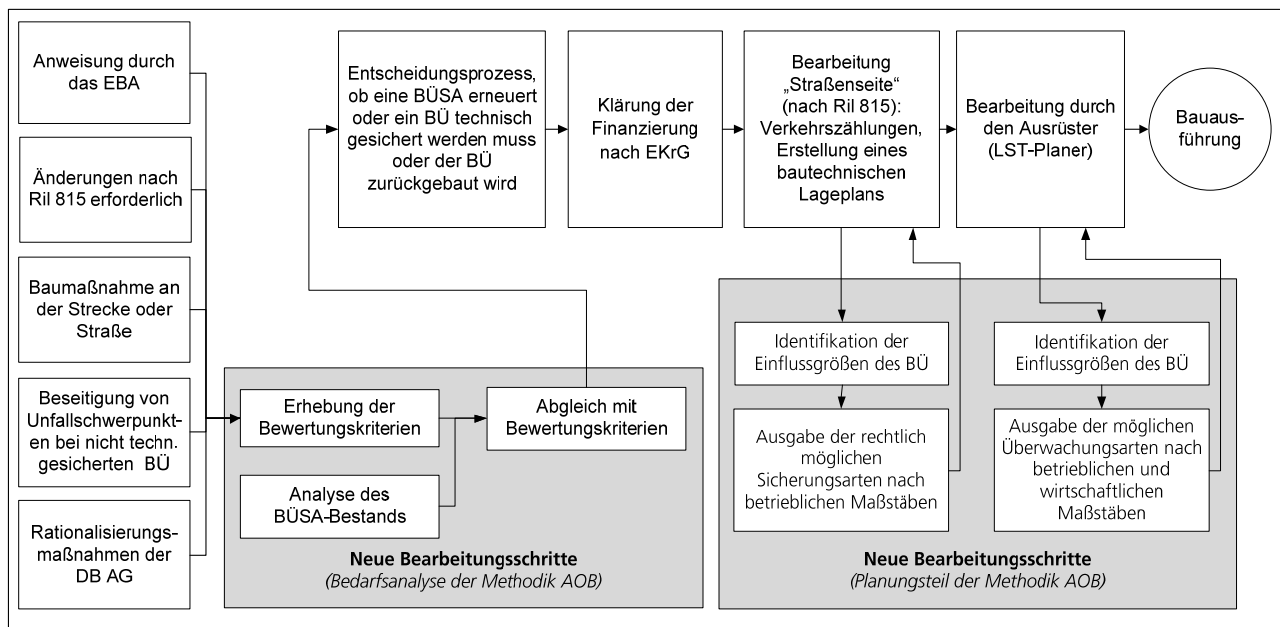 Anweisung durch
das EBA
Änderungen nach
Ril 815 erforderlich
Baumaßnahme an
der Strecke oder
Straße
Beseitigung von
Unfallschwerpunkt-
en bei nicht techn.
gesicherten BÜ
Rationalisierungs-
maßnahmen der
DB AG
Entscheidungsprozess,
ob eine BÜSA erneuert
oder ein BÜ technisch
gesichert werden muss
oder der BÜ
zurückgebaut wird
Klärung der
Finanzierung
nach EKrG
Bearbeitung
„Straßenseite“
(nach Ril 815):
Verkehrszählungen,
Erstellung eines
bautechnischen
Lageplans
Bearbeitung durch
den Ausrüster
(LST-Planer)
Bauaus-
führung
Erhebung der
Bewertungskriterien
Analyse des
BÜSA-Bestands
Abgleich mit
Bewertungskriterien
Neue Bearbeitungsschritte
(Bedarfsanalyse der Methodik AOB)
Identifikation der
Einflussgrößen des BÜ
Ausgabe der rechtlich
möglichen
Sicherungsarten nach
betrieblichen Maßstäben
Identifikation der
Einflussgrößen des BÜ
Ausgabe der möglichen
Überwachungsarten nach
betrieblichen und
wirtschaftlichen
Maßstäben
Neue Bearbeitungsschritte
(Planungsteil der Methodik AOB)